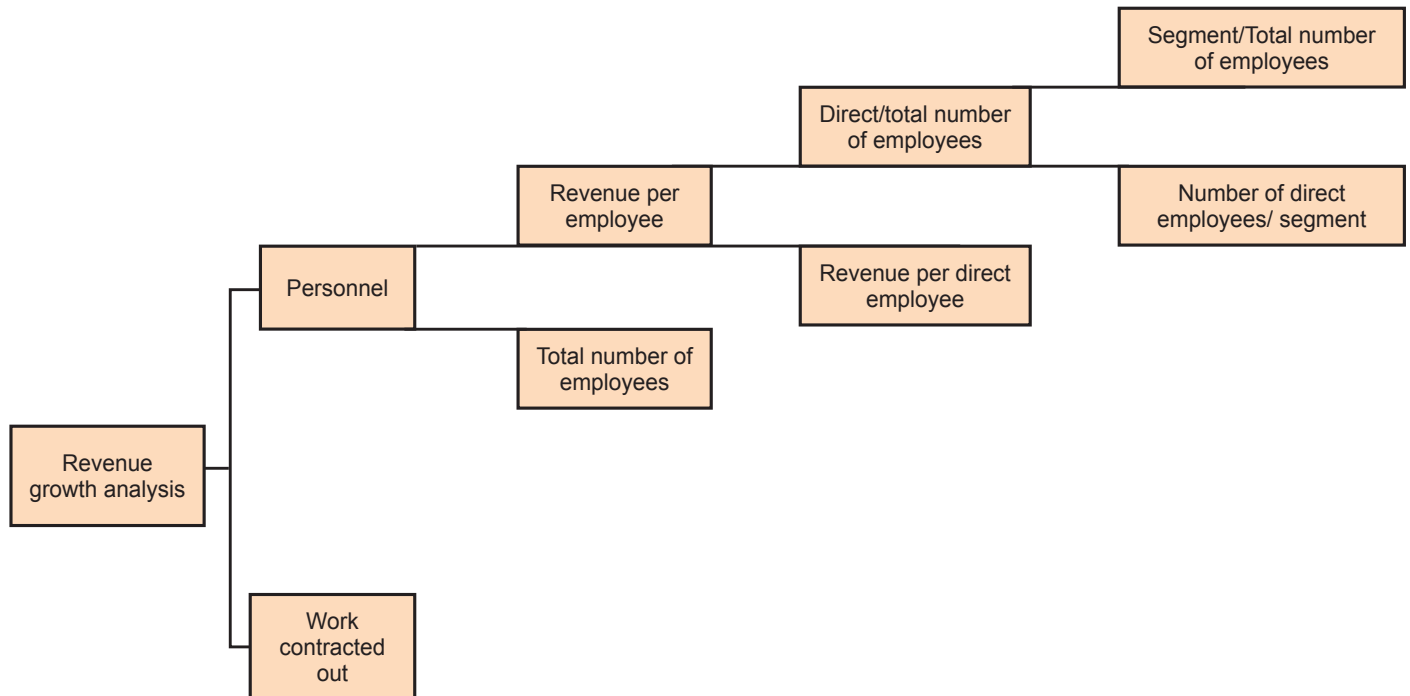 Segment/Total number
of employees
Direct/total number
of employees
Revenue per
employee
Number of direct
employees/ segment
Personnel
Revenue per direct
employee
Total number of
employees
Revenue
growth analysis
Work
contracted
out